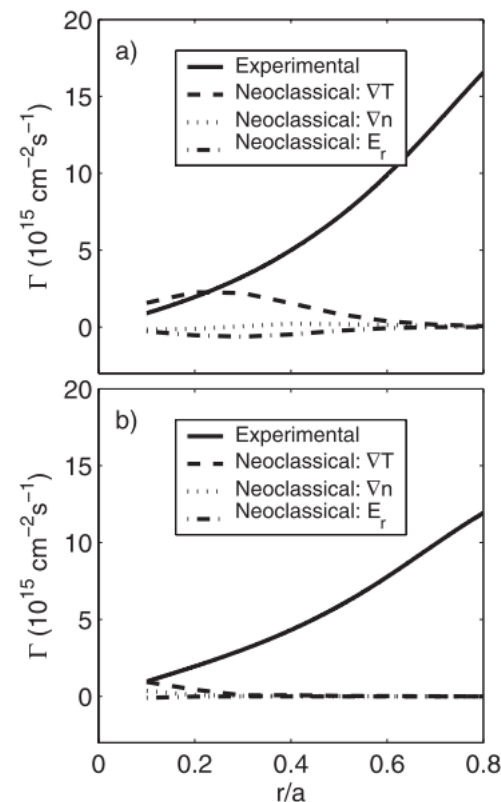 20
a)
Experimental
Neoclassical: ∇T
Neoclassical: ∇n
Neoclassical: E_r
15
10
5
0
Γ (10^15 cm^-2 s^-1)
20
b)
Experimental
Neoclassical: ∇T
Neoclassical: ∇n
Neoclassical: E_r
15
10
5
0
Γ (10^15 cm^-2 s^-1)
0 0.2 0.4 0.6 0.8
r/a